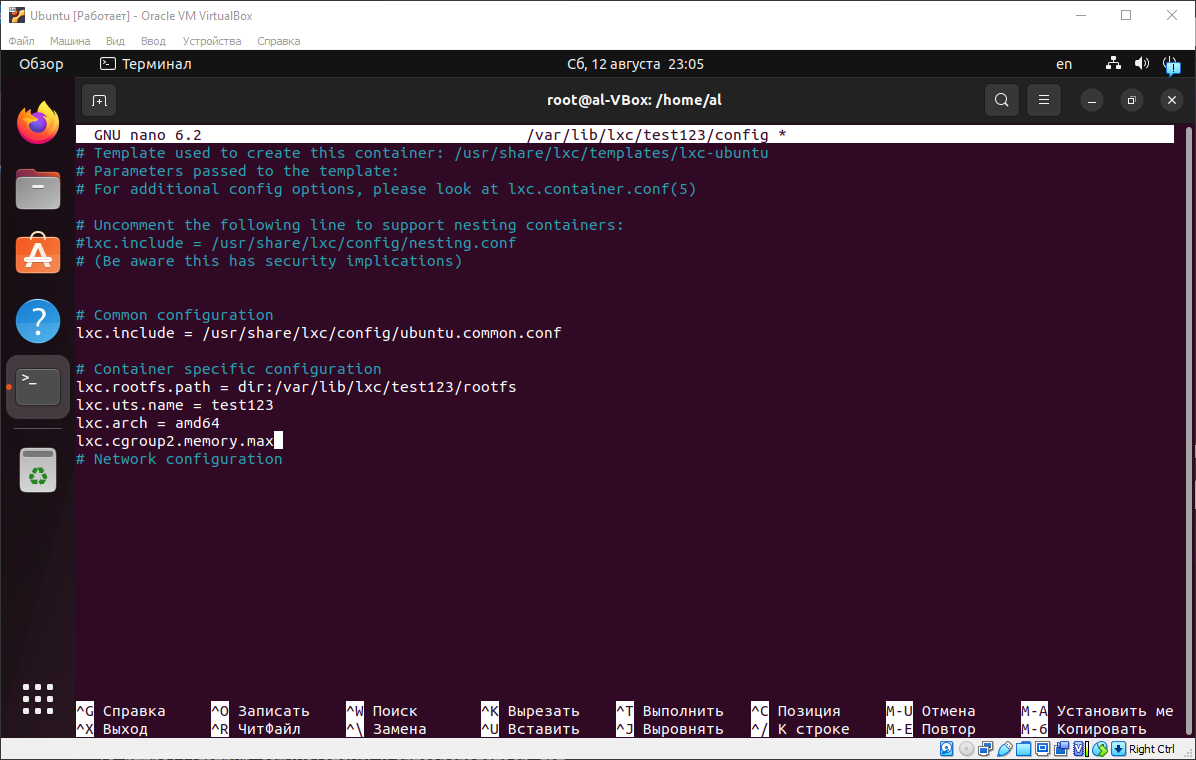 Ubuntu [Работает] - Oracle VM VirtualBox
Файл Машина Вид Ввод Устройства Справка
Обзор Терминал Сб, 12 августа 23:05 en
root@al-VBox: /home/al
GNU nano 6.2 /var/lib/lxc/test123/config *
# Template used to create this container: /usr/share/lxc/templates/lxc-ubuntu
# Parameters passed to the template:
# For additional config options, please look at lxc.container.conf(5)
# Uncomment the following line to support nesting containers:
#lxc.include = /usr/share/lxc/config/nesting.conf
# (Be aware this has security implications)
# Common configuration
lxc.include = /usr/share/lxc/config/ubuntu.common.conf
# Container specific configuration
lxc.rootfs.path = dir:/var/lib/lxc/test123/rootfs
lxc.uts.name = test123
lxc.arch = amd64
lxc.cgroup2.memory.max
# Network configuration
^G Справка ^O Записать ^W Поиск ^K Вырезать ^T Выполнить ^C Позиция M-U Отмена M-A Установить ме
^X Выход ^R ЧитФайл ^\ Замена ^U Вставить ^J Выровнять ^/ К строке M-E Повтор M-6 Копировать
Right Ctrl